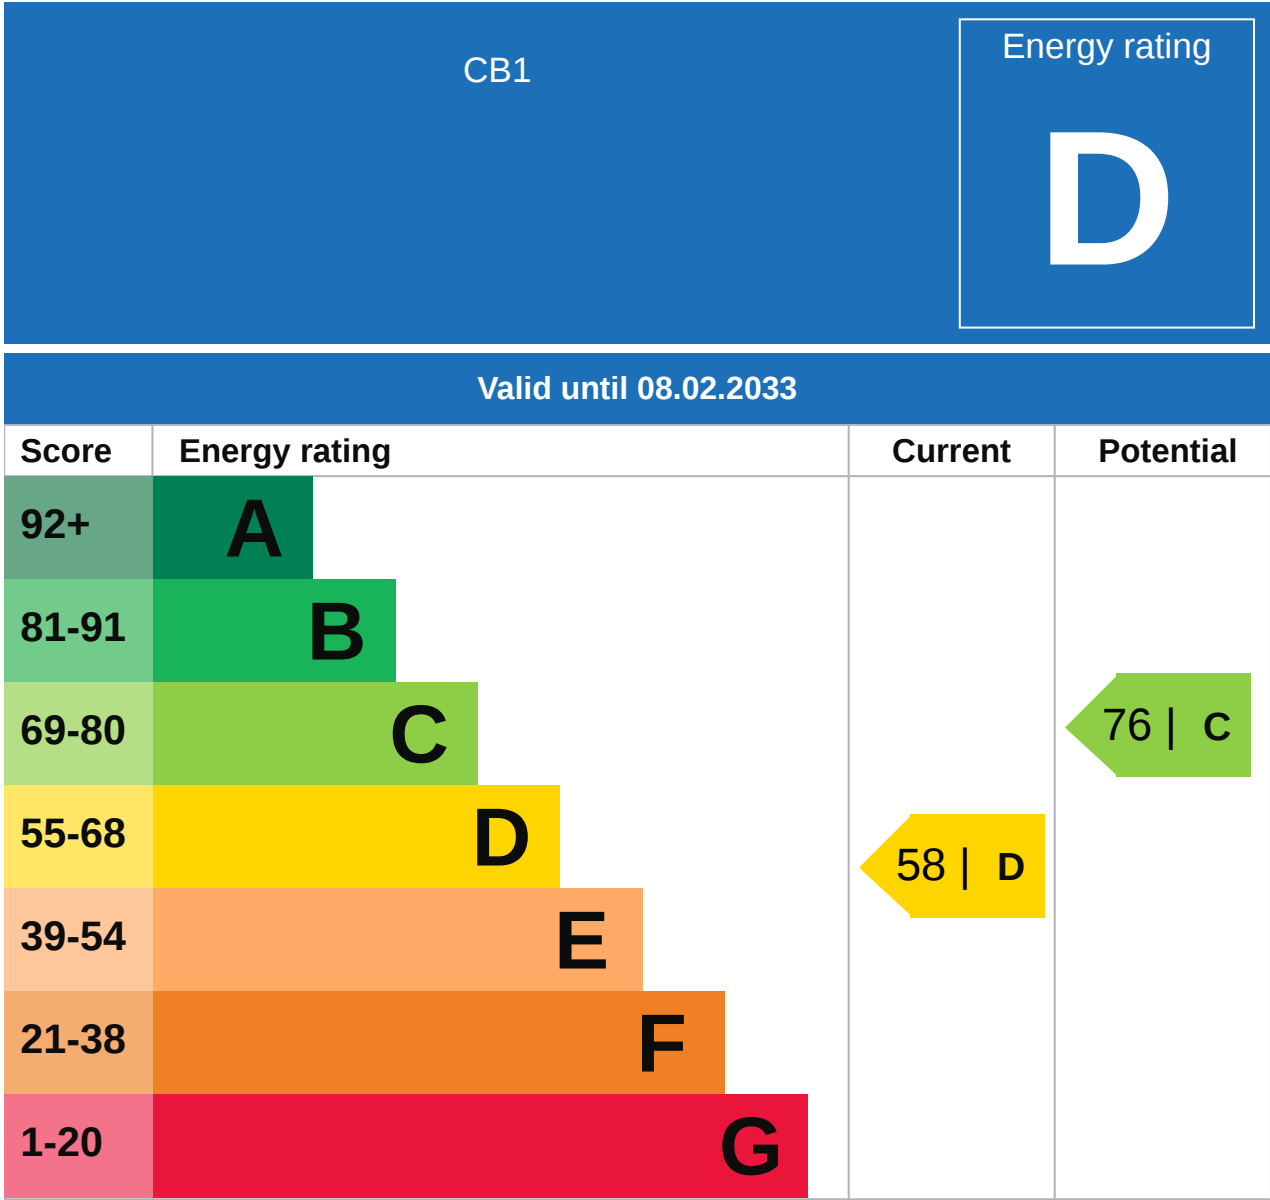 CB1
Energy rating
D
Valid until 08.02.2033
Score Energy rating Current Potential
92+ A
81-91 B
69-80 C
76 | C
55-68 D
58 | D
39-54 E
21-38 F
1-20 G